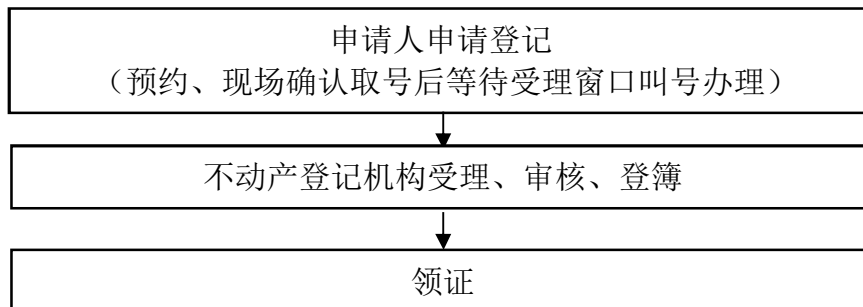 申请人申请登记
（预约、现场确认取号后等待受理窗口叫号办理）
不动产登记机构受理、审核、登簿
领证